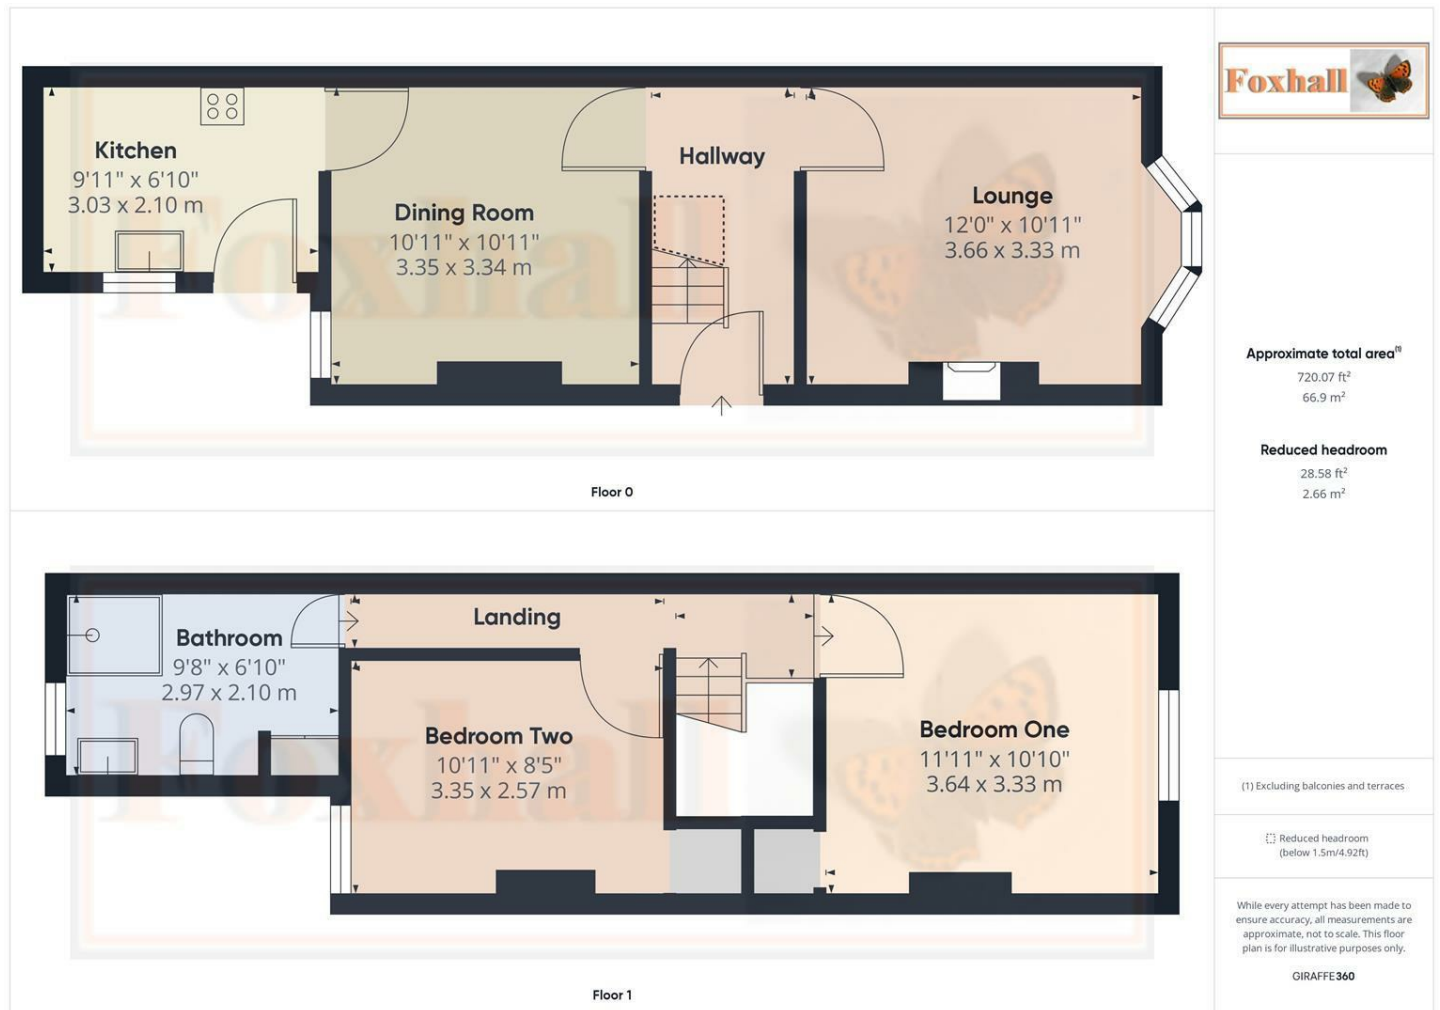 Kitchen
9'11" x 6'10"
3.03 x 2.10 m
Dining Room
10'11" x 10'11"
3.35 x 3.34 m
Hallway
Lounge
12'0" x 10'11"
3.66 x 3.33 m
Foxhall
Floor 0
Landing
Bathroom
9'8" x 6'10"
2.97 x 2.10 m
Bedroom Two
10'11" x 8'5"
3.35 x 2.57 m
Bedroom One
11'11" x 10'10"
3.64 x 3.33 m
Foxhall
Floor 1
Foxhall
Approximate total area(1)
720.07 ft²
66.9 m²
Reduced headroom
28.58 ft²
2.66 m²
(1) Excluding balconies and terraces
Reduced headroom
(below 1.5m/4.92ft)
While every attempt has been made to
ensure accuracy, all measurements are
approximate, not to scale. This floor
plan is for illustrative purposes only.
GIRAFFE360